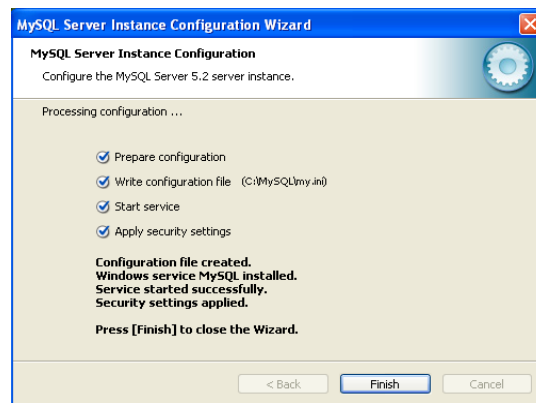 MySQL Server Instance Configuration Wizard
MySQL Server Instance Configuration
Configure the MySQL Server 5.2 server instance.
Processing configuration ...
Prepare configuration
Write configuration file (C:\MySQL\my.ini)
Start service
Apply security settings
Configuration file created.
Windows service MySQL installed.
Service started successfully.
Security settings applied.
Press [Finish] to close the Wizard.
< Back Finish Cancel